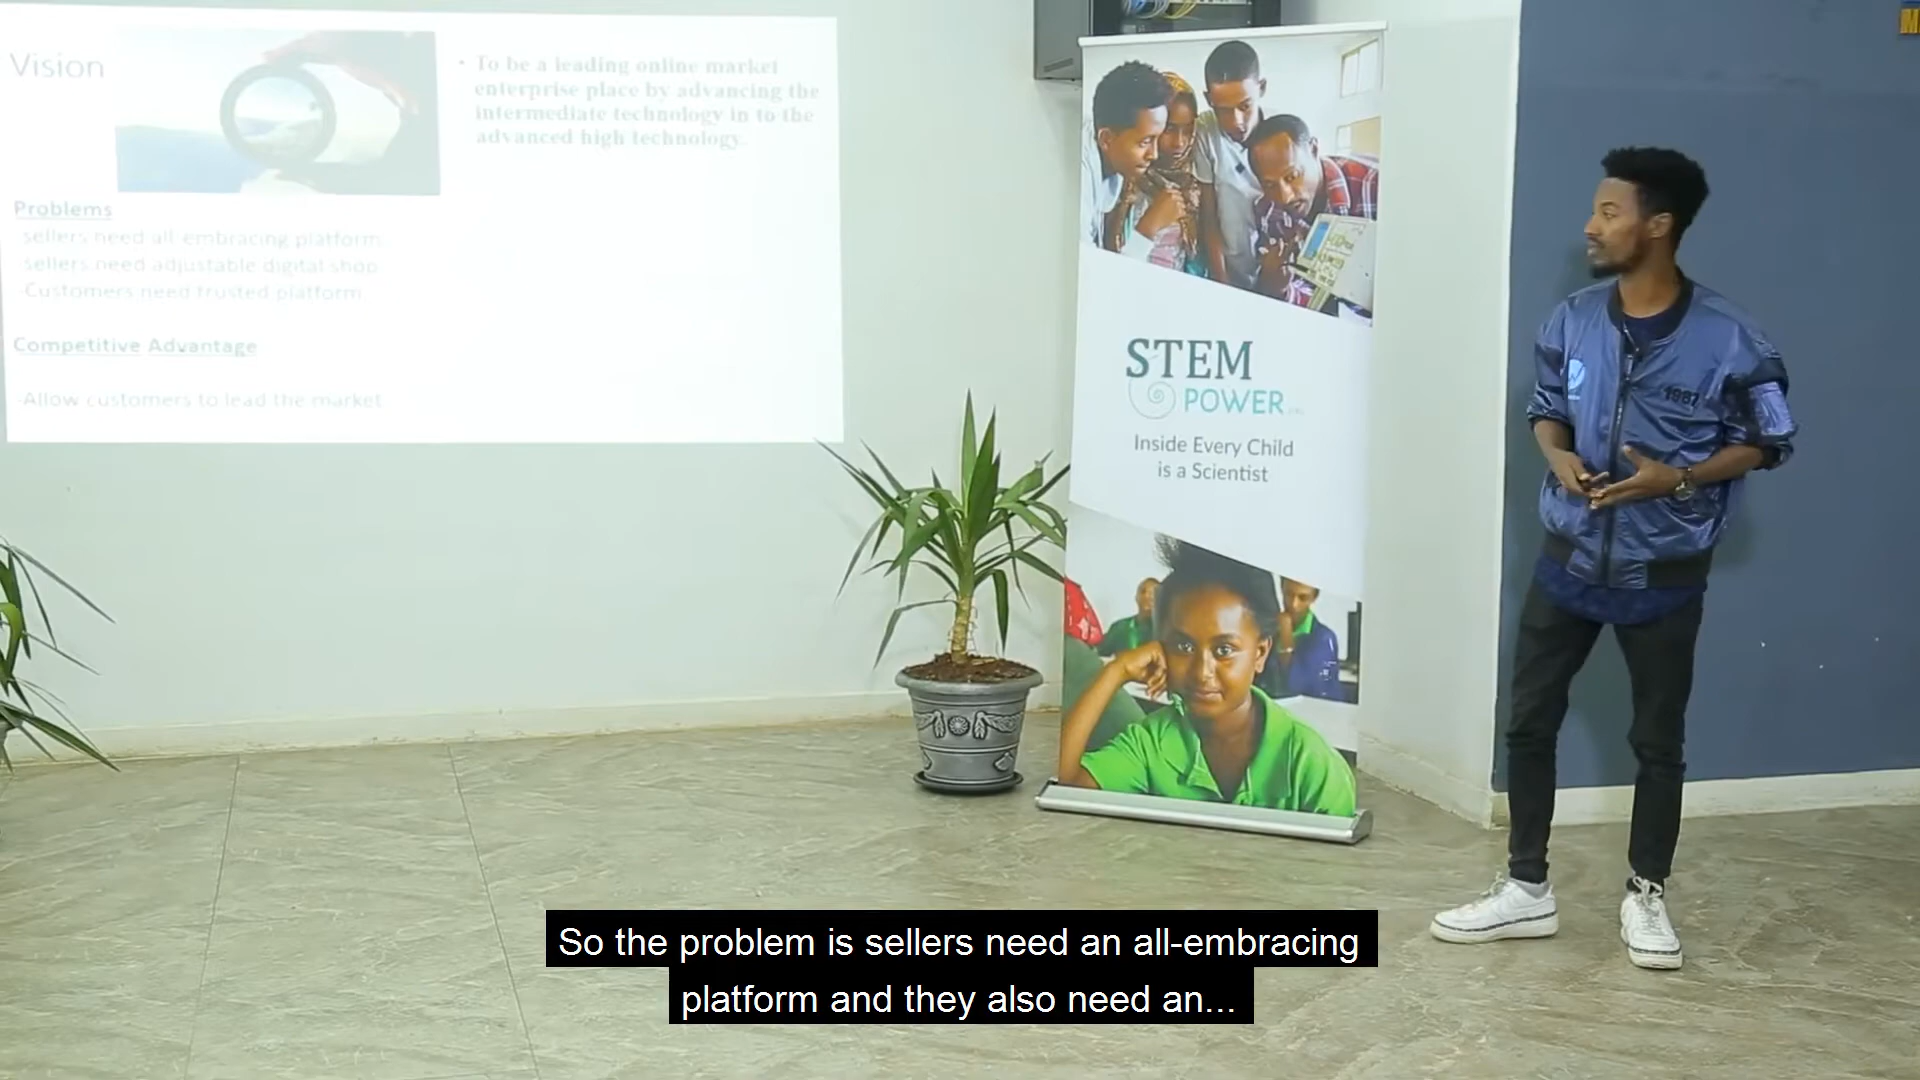 Vision
• To be a leading online market
enterprise place by advancing the
intermediate technology in to the
advanced high technology.
Problems
sellers need all-embracing platform
sellers need adjustable digital shop
-Customers need trusted platform
Competitive Advantage
-Allow customers to lead the market
STEM
POWER
Inside Every Child
is a Scientist
1987
So the problem is sellers need an all-embracing
platform and they also need an...